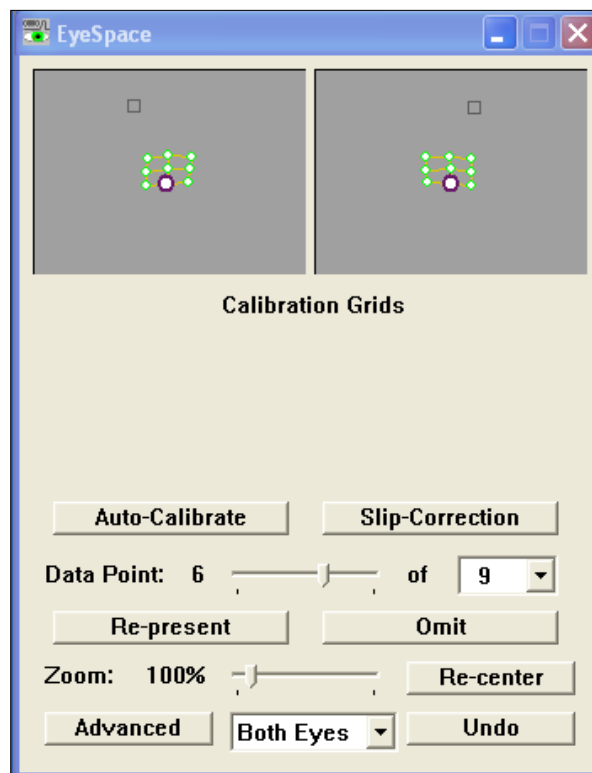 EyeSpace
Calibration Grids
Auto-Calibrate Slip-Correction
Data Point: 6 of 9
Re-present Omit
Zoom: 100% Re-center
Advanced Both Eyes Undo